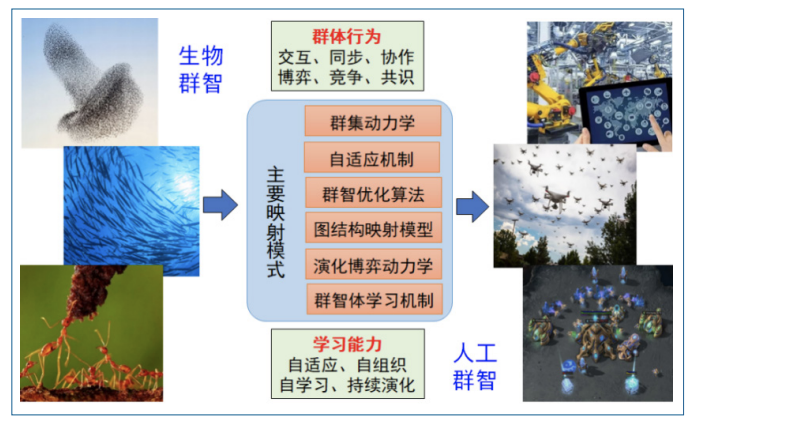 生物
群智
群体行为
交互、同步、协作
博弈、竞争、共识
主要映射模式
群集动力学
自适应机制
群智优化算法
图结构映射模型
演化博弈动力学
群智体学习机制
学习能力
自适应、自组织
自学习、持续演化
人工
群智